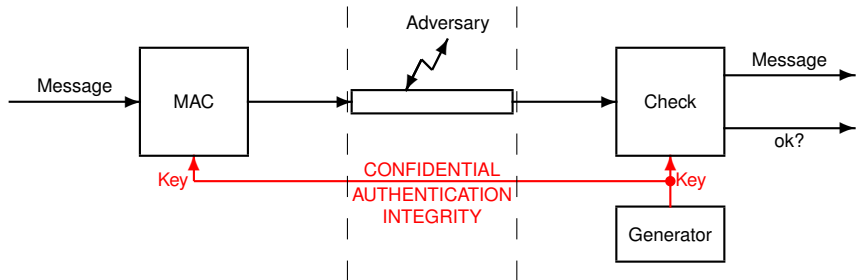 Adversary
Message
MAC
Check
Message
ok?
Key
CONFIDENTIAL
AUTHENTICATION
INTEGRITY
Key
Generator